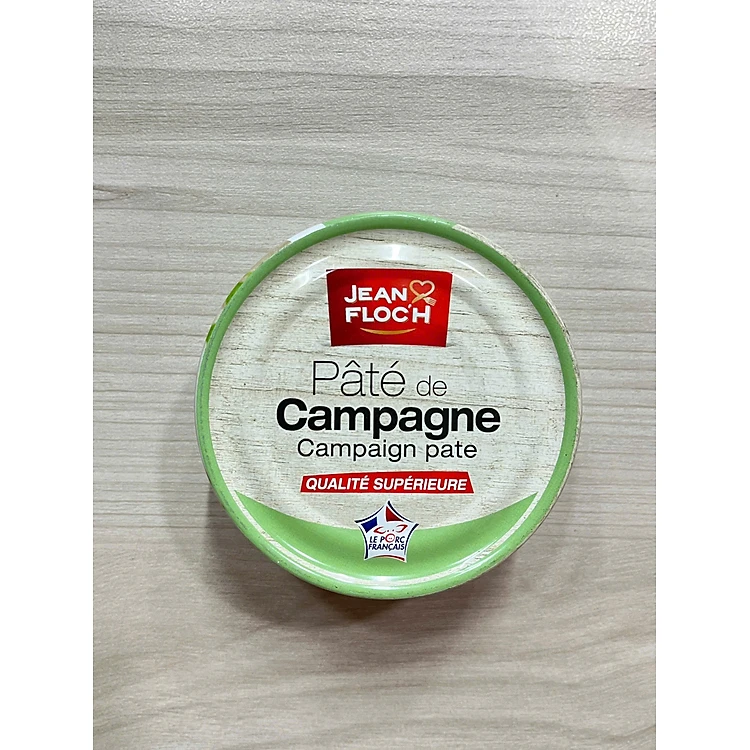 JEAN
FLOC'H
Pâté de
Campagne
Campaign pate
QUALITÉ SUPÉRIEURE
LE PORC
FRANÇAIS